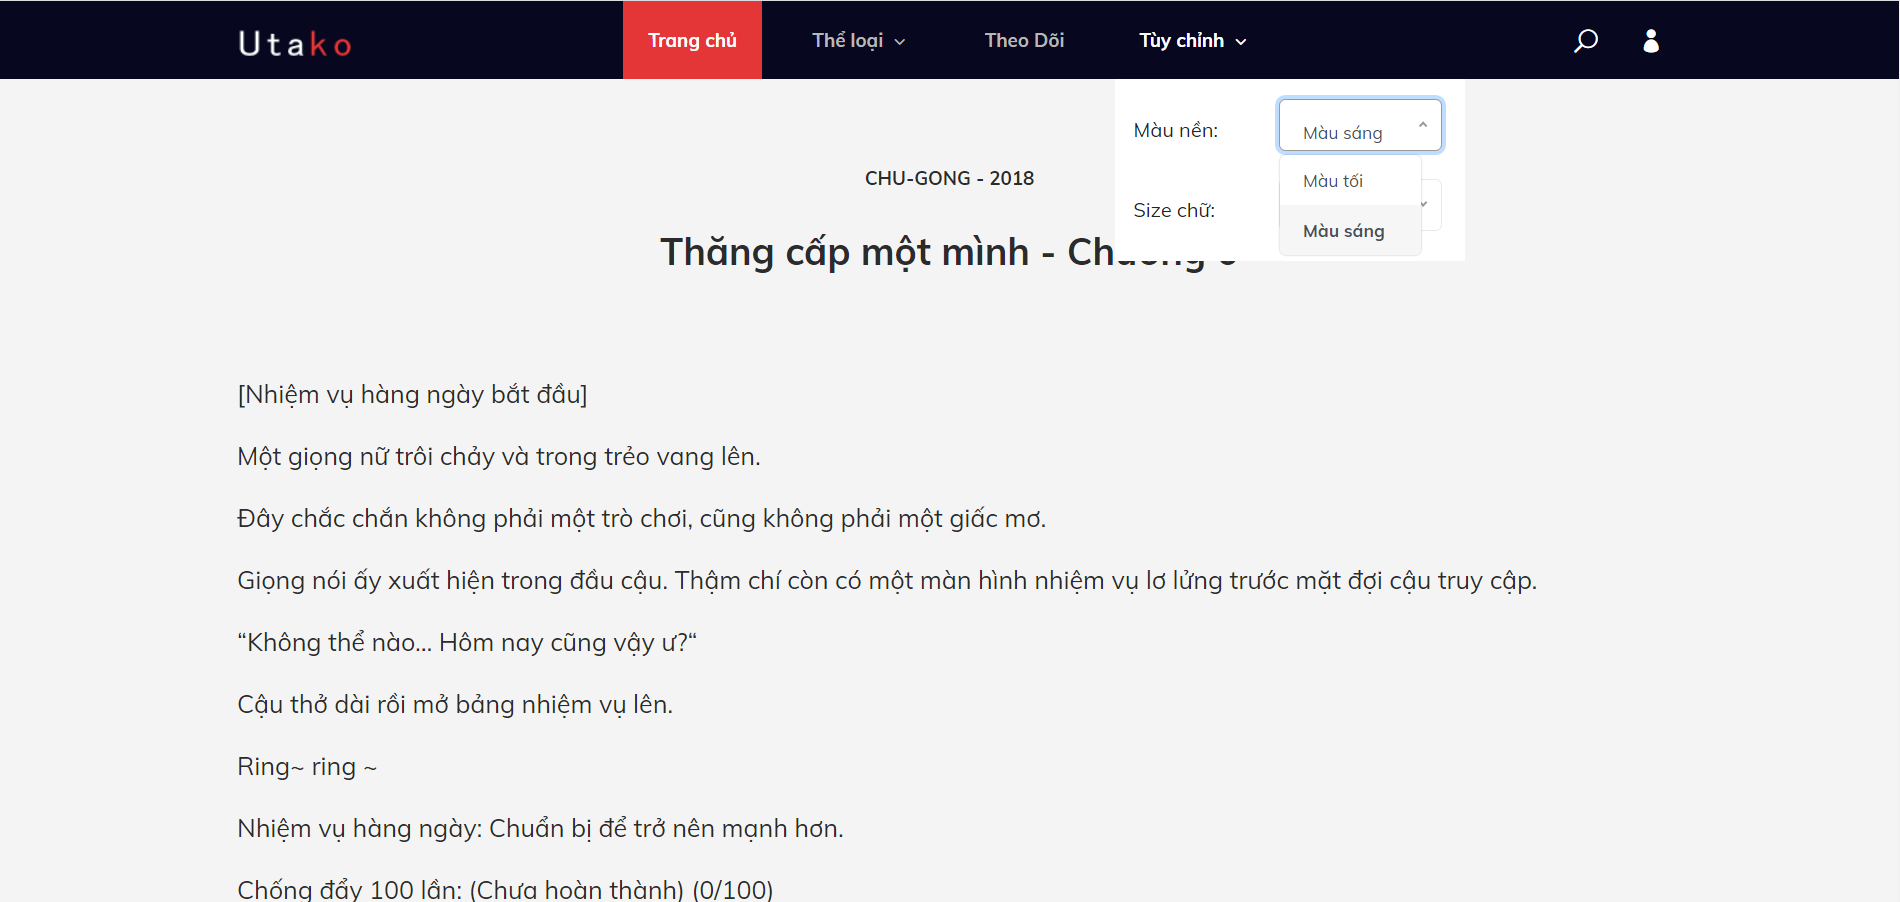 Utako
Trang chủ
Thể loại
Theo Dõi
Tùy chỉnh
Màu nền:
Màu sáng
Màu tối
Màu sáng
Size chữ:
CHU-GONG - 2018
Thăng cấp một mình - Chương
[Nhiệm vụ hàng ngày bắt đầu]
Một giọng nữ trôi chảy và trong trẻo vang lên.
Đây chắc chắn không phải một trò chơi, cũng không phải một giấc mơ.
Giọng nói ấy xuất hiện trong đầu cậu. Thậm chí còn có một màn hình nhiệm vụ lơ lửng trước mặt đợi cậu truy cập.
“Không thể nào... Hôm nay cũng vậy ư?“
Cậu thở dài rồi mở bảng nhiệm vụ lên.
Ring~ ring ~
Nhiệm vụ hàng ngày: Chuẩn bị để trở nên mạnh hơn.
Chống đẩy 100 lần: (Chưa hoàn thành) (0/100)